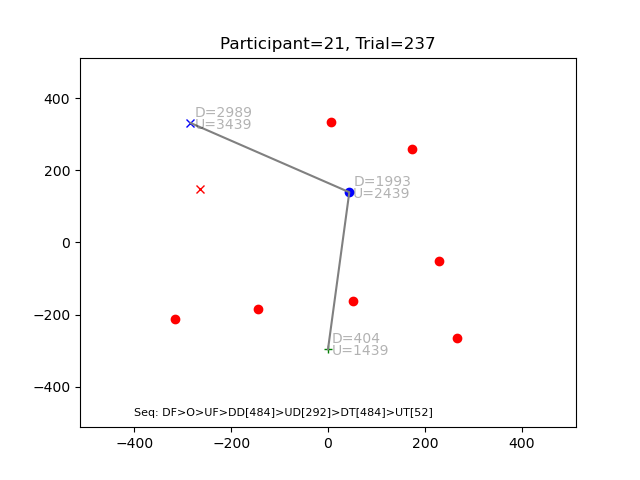 Participant=21, Trial=237
D=2989
U=3439
D=1993
U=2439
D=404
U=1439
Seq: DF>O>UF>DD[484]>UD[292]>DT[484]>UT[52]
400
200
0
−200
−400
−400
−200
0
200
400